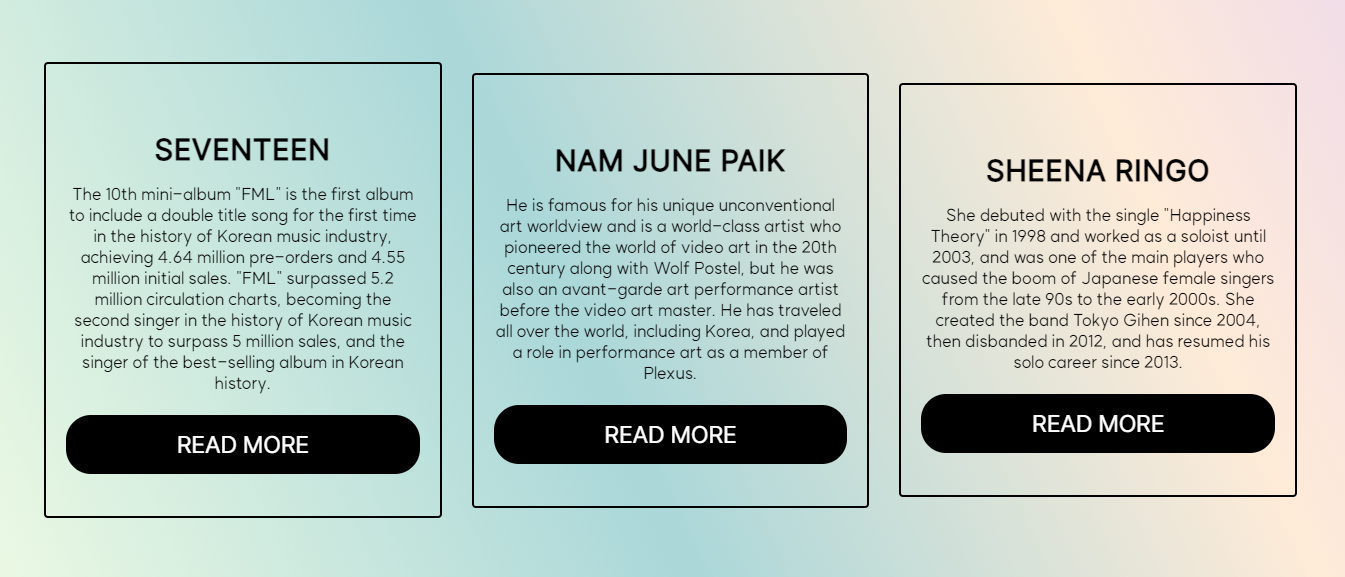 SEVENTEEN
The 10th mini-album "FML" is the first album
to include a double title song for the first time
in the history of Korean music industry,
achieving 4.64 million pre-orders and 4.55
million initial sales. "FML" surpassed 5.2
million circulation charts, becoming the
second singer in the history of Korean music
industry to surpass 5 million sales, and the
singer of the best-selling album in Korean
history.
READ MORE
NAM JUNE PAIK
He is famous for his unique unconventional
art worldview and is a world-class artist who
pioneered the world of video art in the 20th
century along with Wolf Postel, but he was
also an avant-garde art performance artist
before the video art master. He has traveled
all over the world, including Korea, and played
a role in performance art as a member of
Plexus.
READ MORE
SHEENA RINGO
She debuted with the single "Happiness
Theory" in 1998 and worked as a soloist until
2003, and was one of the main players who
caused the boom of Japanese female singers
from the late 90s to the early 2000s. She
created the band Tokyo Gihen since 2004,
then disbanded in 2012, and has resumed his
solo career since 2013.
READ MORE